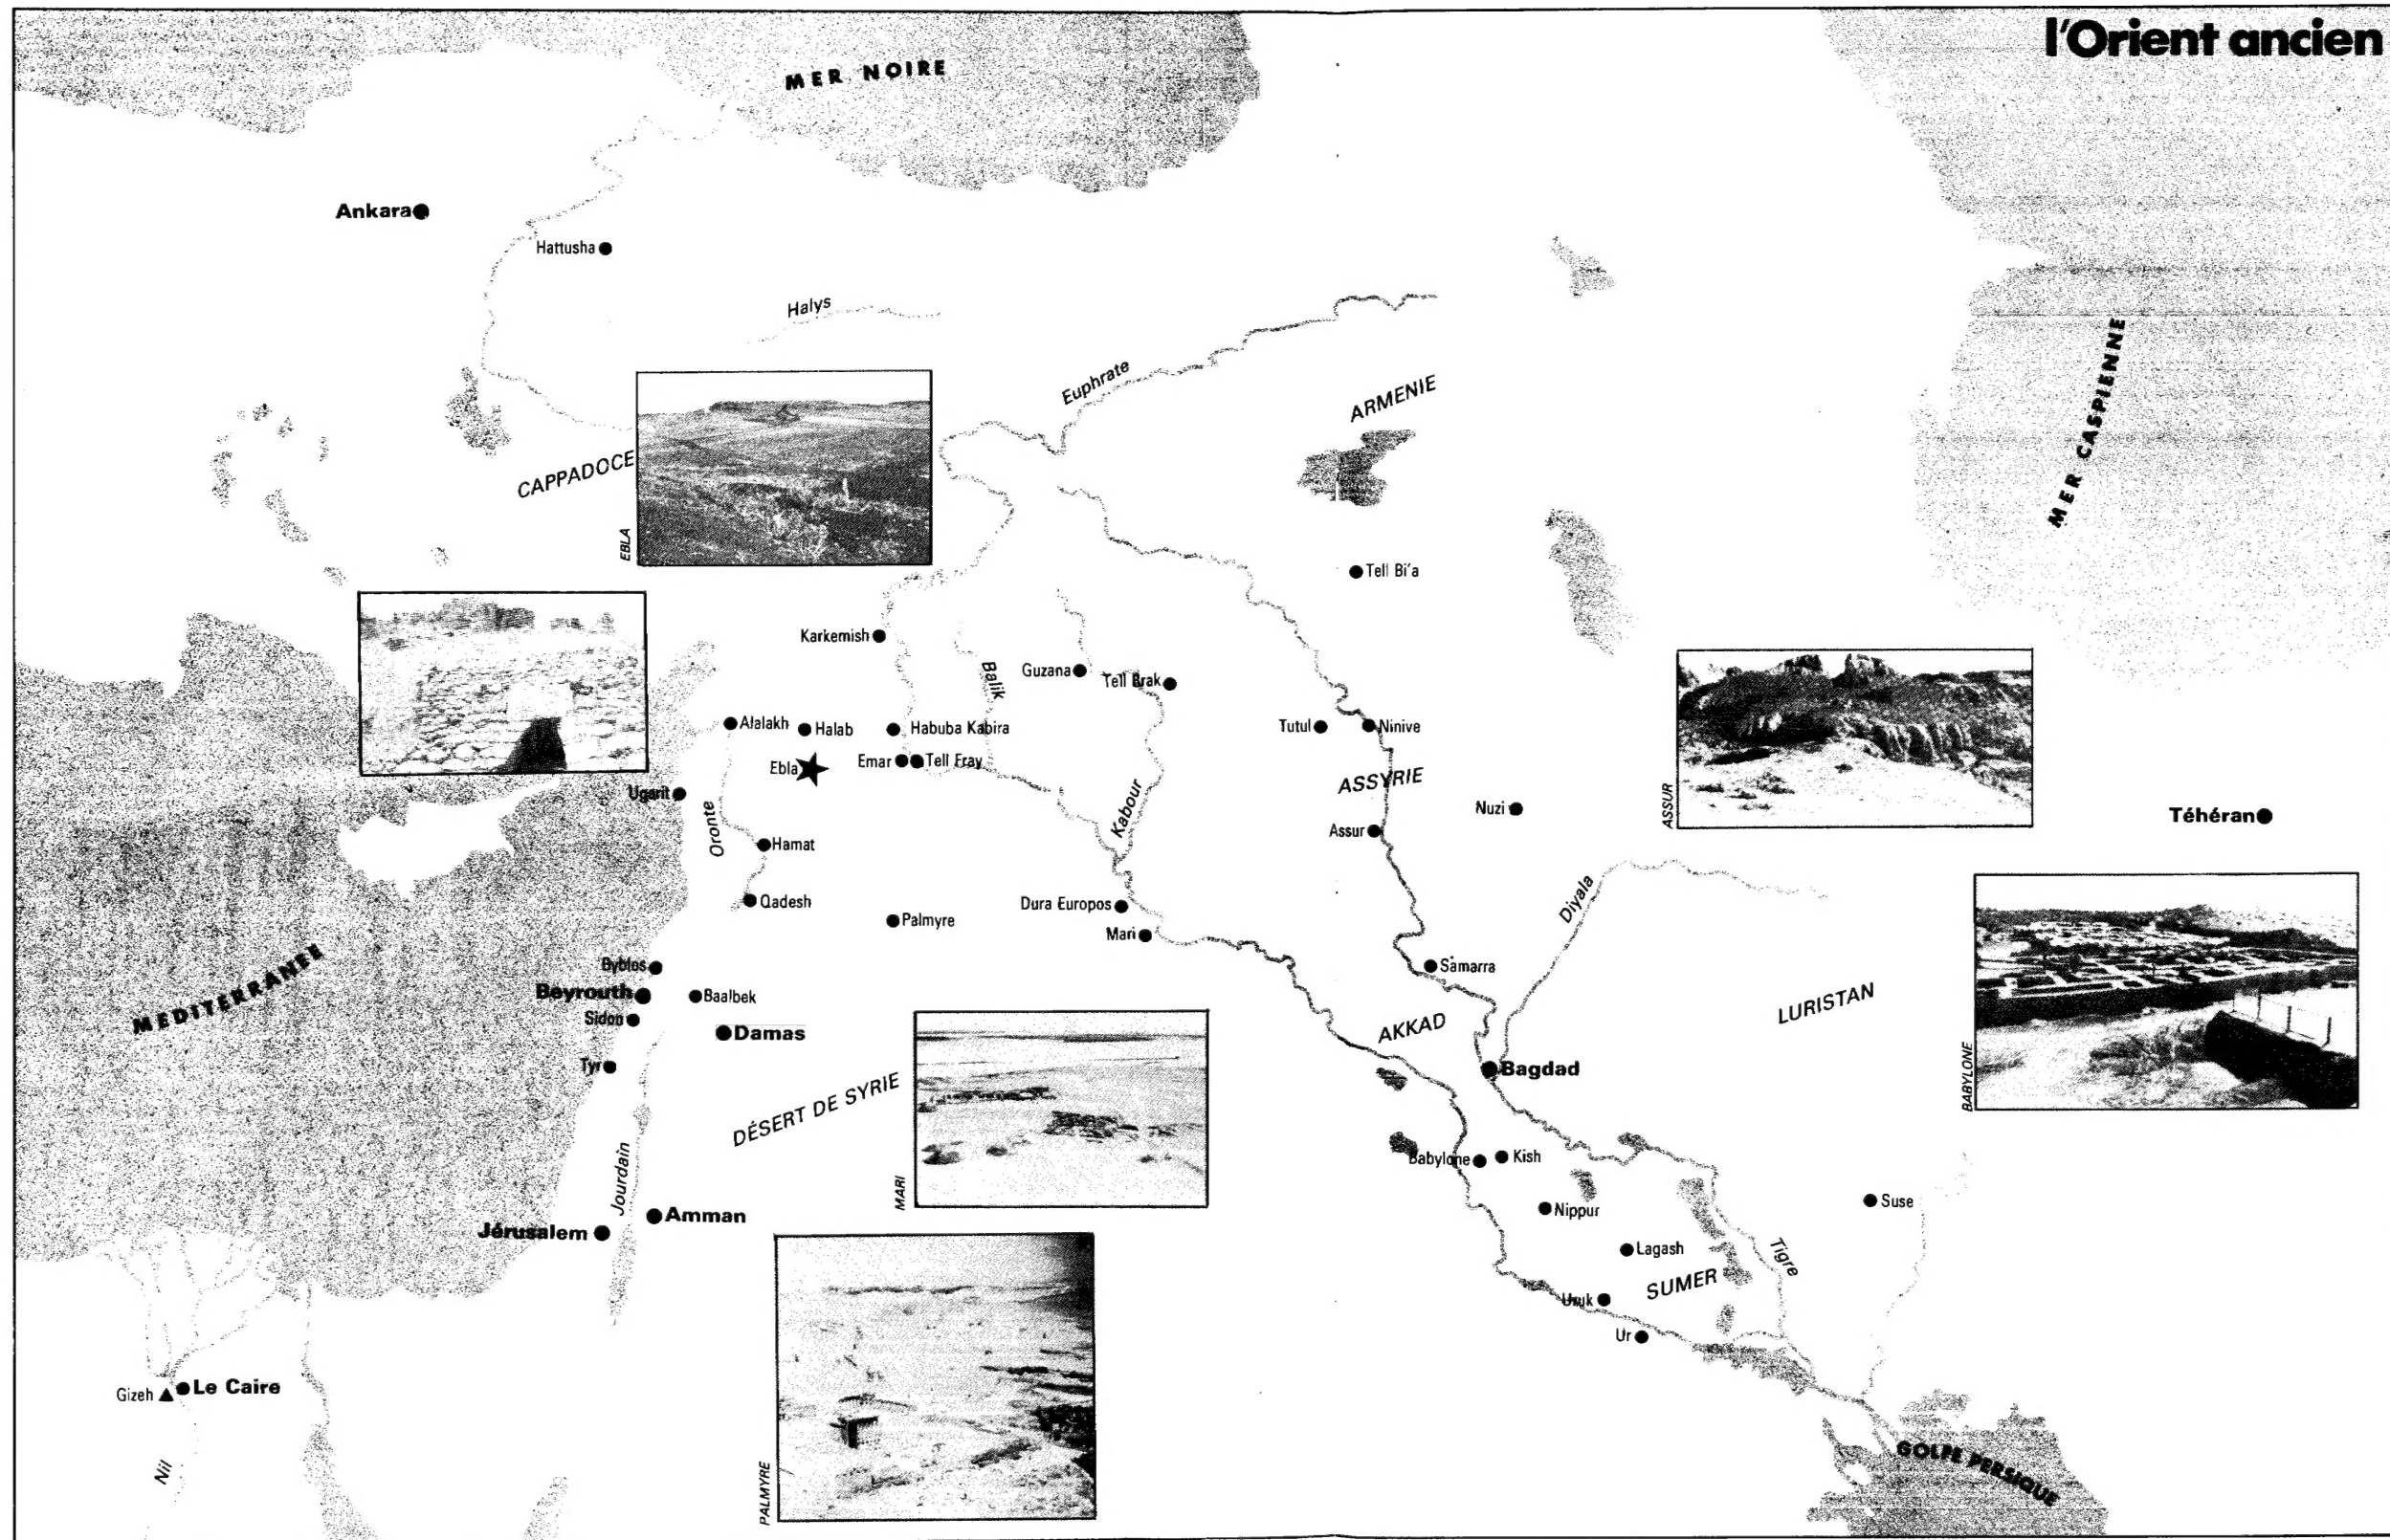 l'Orient ancien
MER NOIRE
Ankara
Hattusha
Halys
Euphrate
ARMENIE
MER CASPIENNE
CAPPADOCE
EBLA
Tell Bi'a
Karkemish
Balik
Guzana
Tell Brak
Alalakh
Halab
Habuba Kabira
Tutul
Ninive
Ebla
Emar
Tell Fray
ASSYRIE
Ugarit
Oronte
Kabour
Nuzi
ASSUR
Téhéran
Assur
Hamat
Qadesh
Diyala
Dura Europos
Palmyre
Mari
MEDITERRANEE
Byblos
Samarra
Beyrouth
Baalbek
LURISTAN
Sidon
Damas
AKKAD
Tyr
Bagdad
BABYLONE
DÉSERT DE SYRIE
Babylone
Kish
Jourdain
MARI
Nippur
Suse
Amman
Jérusalem
Lagash
Tigre
SUMER
Uruk
Ur
Gizeh
Le Caire
Nil
PALMYRE
GOLFE PERSIQUE